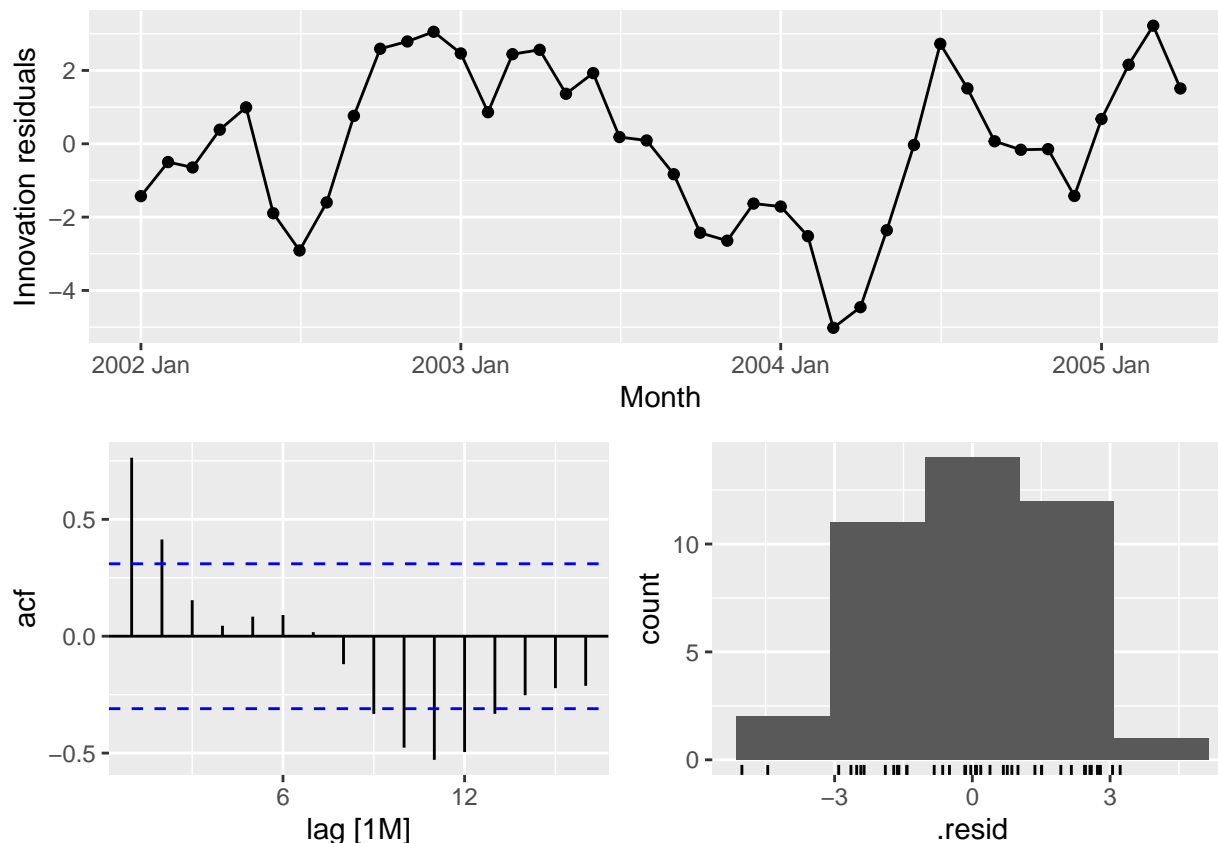 Innovation residuals
2
0
−2
−4
2002 Jan
2003 Jan
2004 Jan
2005 Jan
Month
acf
0.5
0.0
−0.5
6
12
lag [1M]
count
10
5
0
−3
0
3
.resid